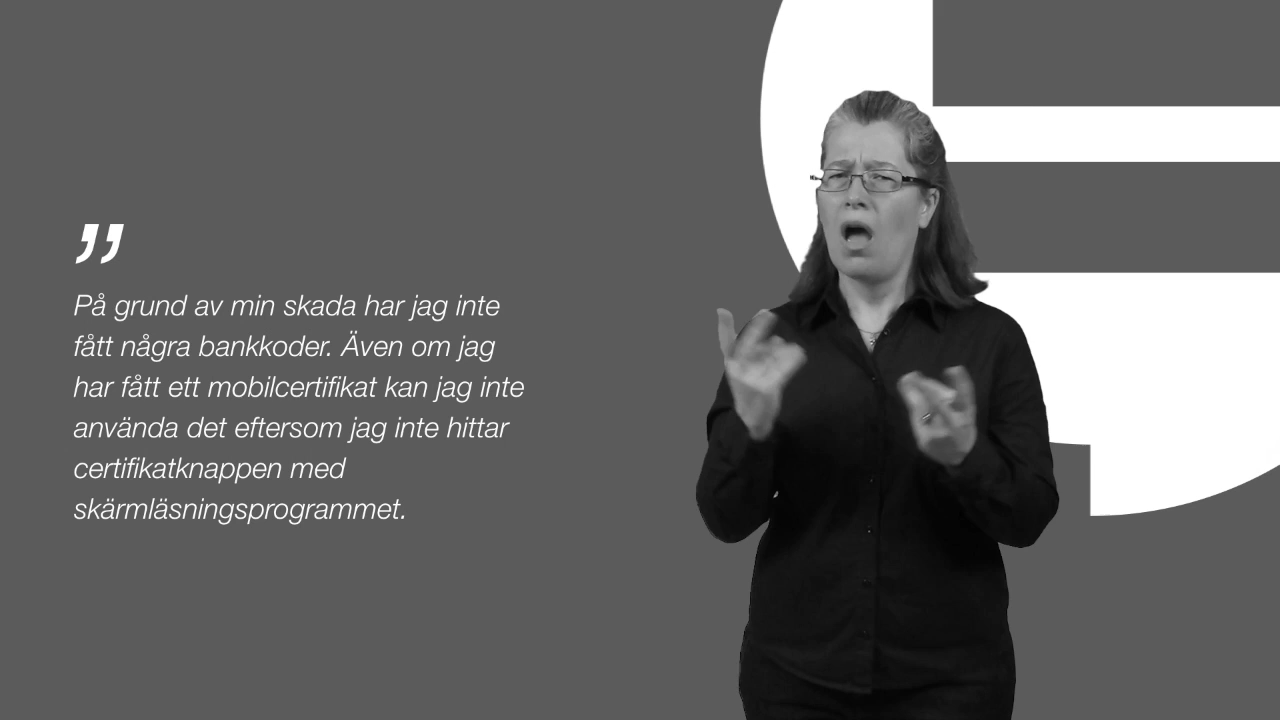 ”
På grund av min skada har jag inte
fått några bankkoder. Även om jag
har fått ett mobilcertifikat kan jag inte
använda det eftersom jag inte hittar
certifikatknappen med
skärmläsningsprogrammet.